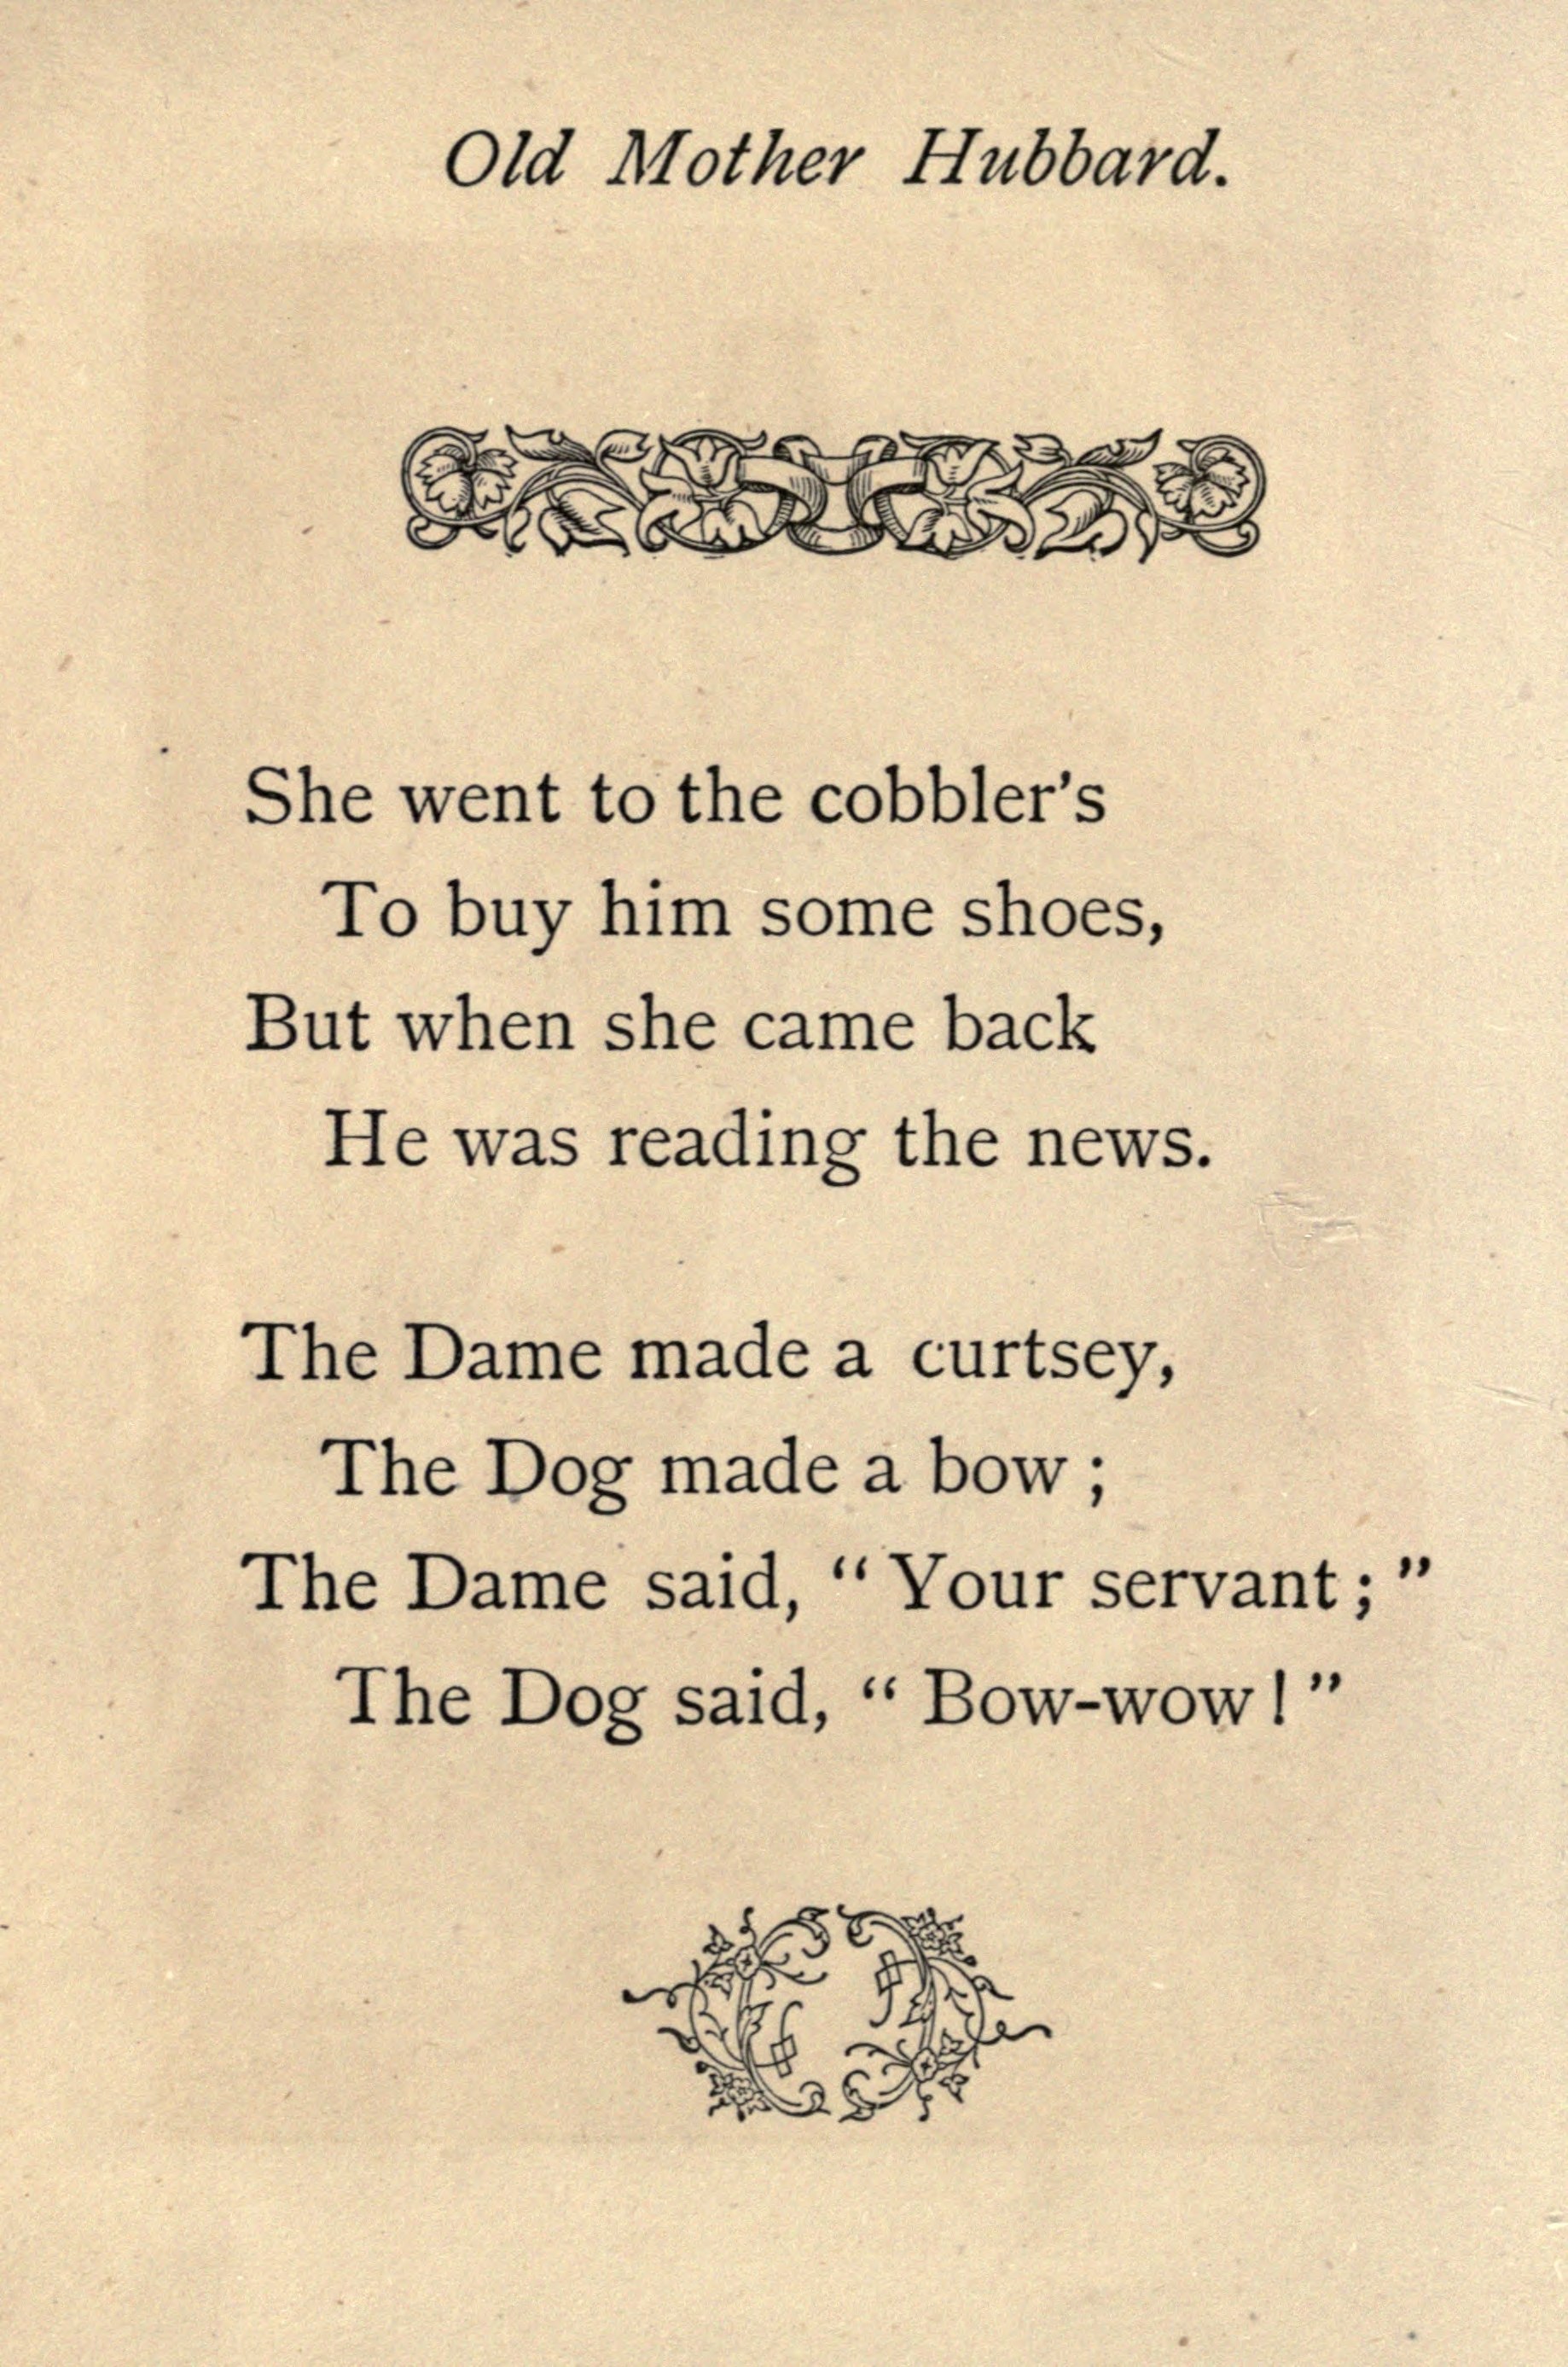 Old Mother Hubbard.
She went to the cobbler's
To buy him some shoes,
But when she came back
He was reading the news.
The Dame made a curtsey,
The Dog made a bow ;
The Dame said, “ Your servant ; ”
The Dog said, “ Bow-wow ! ”